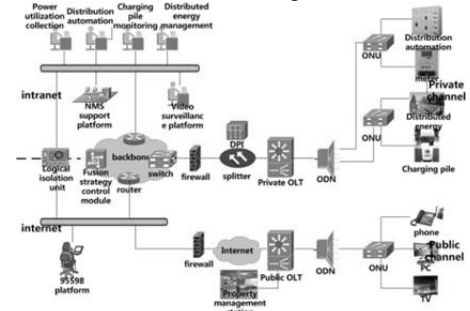 Power
utilization
collection
Distribution
automation
Charging
pile
monitoring
Distributed
energy
management
intranet
NMS
support
platform
Video
surveillanc
e platform
Logical
isolation
unit
Fusion
strategy
control
module
backbone
router
switch
firewall
DPI
splitter
Private OLT
ODN
ONU
Distribution
automation
meter
Private
channel
ONU
Distributed
energy
Charging pile
internet
95598
platform
firewall
Internet
Property
management
station
Public OLT
ODN
ONU
phone
Public
channel
PC
TV